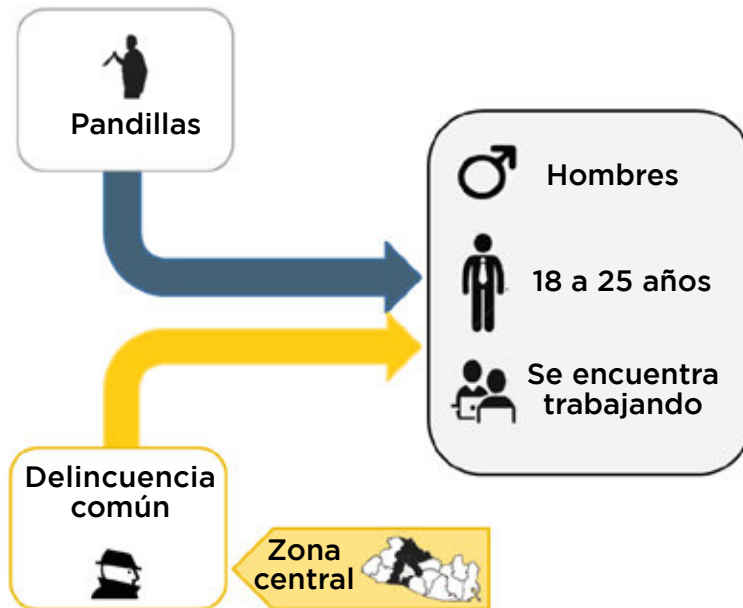 Pandillas
Hombres
18 a 25 años
Se encuentra
trabajando
Delincuencia
común
Zona
central